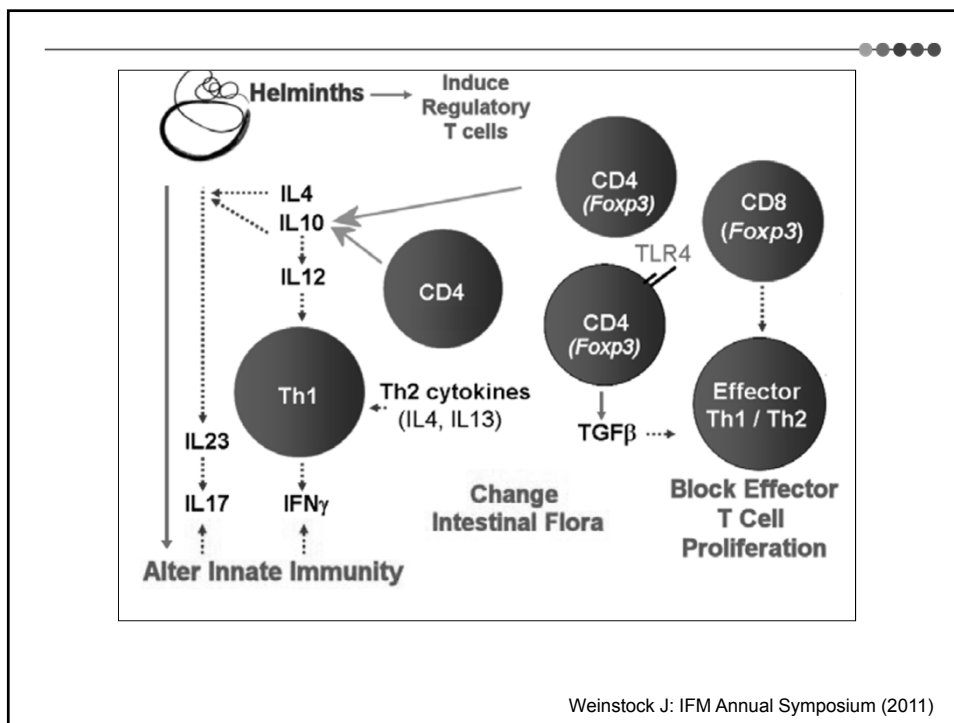 Helminths
Induce
Regulatory
T cells
IL4
IL10
IL12
CD4
CD4
(Foxp3)
CD8
(Foxp3)
TLR4
CD4
(Foxp3)
Th1
Th2 cytokines
(IL4, IL13)
TGFβ
Effector
Th1 / Th2
IL23
IL17
IFNγ
Change
Intestinal Flora
Block Effector
T Cell
Proliferation
Alter Innate Immunity
Weinstock J: IFM Annual Symposium (2011)